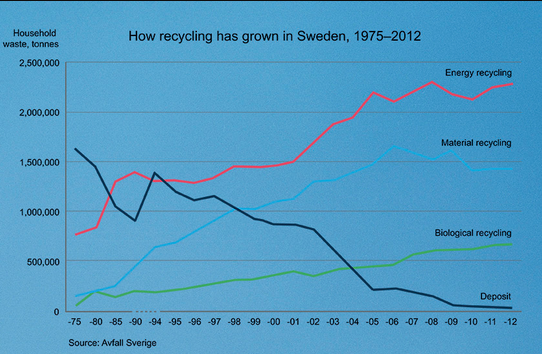 How recycling has grown in Sweden, 1975–2012
Household
waste, tonnes
2,500,000
2,000,000
1,500,000
1,000,000
500,000
0
Energy recycling
Material recycling
Biological recycling
Deposit
-75 -80 -85 -90 -94 -95 -96 -97 -98 -99 -00 -01 -02 -03 -04 -05 -06 -07 -08 -09 -10 -11 -12
Source: Avfall Sverige